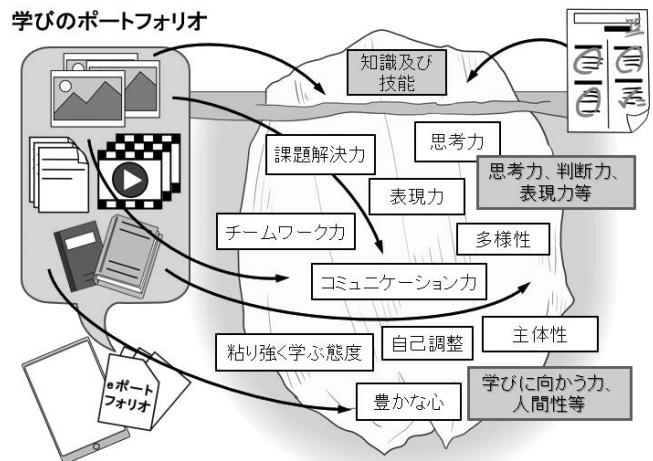 学びのポートフォリオ
知識及び
技能
課題解決力
思考力
思考力、判断力、
表現力等
表現力
チームワーク力
多様性
コミュニケーション力
主体性
自己調整
粘り強く学ぶ態度
学びに向かう力、
人間性等
豊かな心
eポート
フォリオ